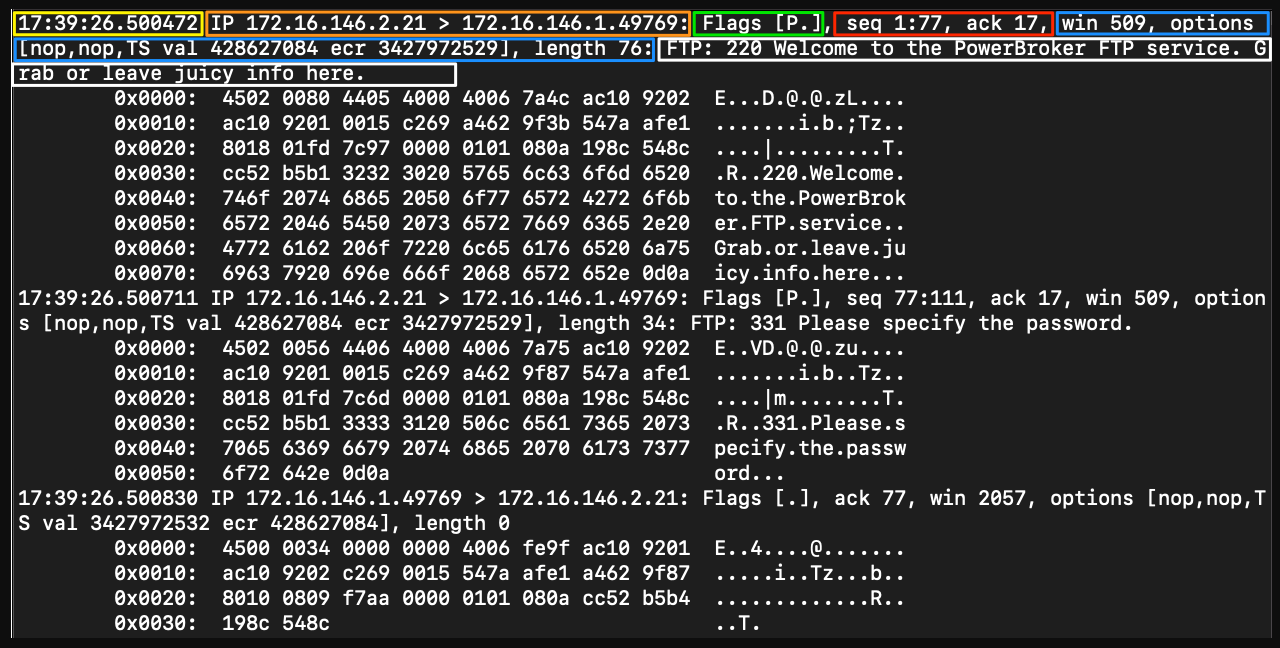 17:39:26.500472 IP 172.16.146.2.21 > 172.16.146.1.49769: Flags [P.], seq 1:77, ack 17, win 509, options
[nop,nop,TS val 428627084 ecr 3427972529], length 76: FTP: 220 Welcome to the PowerBroker FTP service. G
rab or leave juicy info here.
0x0000:  4502 0080 4405 4000 4006 7a4c ac10 9202  E...D.@.@.zL....
0x0010:  ac10 9201 0015 c269 a462 9f3b 547a afe1  .......i.b.;Tz..
0x0020:  8018 01fd 7c97 0000 0101 080a 198c 548c  ....|.........T.
0x0030:  cc52 b5b1 3232 3020 5765 6c63 6f6d 6520  .R..220.Welcome.
0x0040:  746f 2074 6865 2050 6f77 6572 4272 6f6b  to.the.PowerBrok
0x0050:  6572 2046 5450 2073 6572 7669 6365 2e20  er.FTP.service..
0x0060:  4772 6162 206f 7220 6c65 6176 6520 6a75  Grab.or.leave.ju
0x0070:  6963 7920 696e 666f 2068 6572 652e 0d0a  icy.info.here...
17:39:26.500711 IP 172.16.146.2.21 > 172.16.146.1.49769: Flags [P.], seq 77:111, ack 17, win 509, option
s [nop,nop,TS val 428627084 ecr 3427972529], length 34: FTP: 331 Please specify the password.
0x0000:  4502 0056 4406 4000 4006 7a75 ac10 9202  E..VD.@.@.zu....
0x0010:  ac10 9201 0015 c269 a462 9f87 547a afe1  .......i.b..Tz..
0x0020:  8018 01fd 7c6d 0000 0101 080a 198c 548c  ....|m........T.
0x0030:  cc52 b5b1 3333 3120 506c 6561 7365 2073  .R..331.Please.s
0x0040:  7065 6369 6679 2074 6865 2070 6173 7377  pecify.the.passw
0x0050:  6f72 642e 0d0a  ord...
17:39:26.500830 IP 172.16.146.1.49769 > 172.16.146.2.21: Flags [.], ack 77, win 2057, options [nop,nop,T
S val 3427972532 ecr 428627084], length 0
0x0000:  4500 0034 0000 0000 4006 fe9f ac10 9201  E..4....@.......
0x0010:  ac10 9202 c269 0015 547a afe1 a462 9f87  .....i..Tz...b..
0x0020:  8010 0809 f7aa 0000 0101 080a cc52 b5b4  .............R..
0x0030:  198c 548c  ..T.